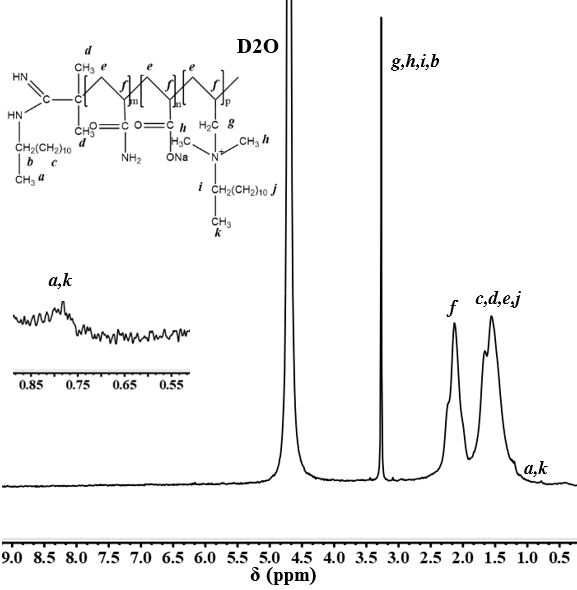 D2O
g,h,i,b
d
CH₃
e
e
e
HN
f
f
f
C
m
n
p
HN
CH₃
O
O
h
H₂C
g
d
H₃C
CH₃
h
CH₂(CH₂)₁₀
NH₂
ONa
N⁺
b
c
i
CH₂(CH₂)₁₀
j
CH₃
a
CH₃
k
a,k
f
c,d,e,j
0.85 0.75 0.65 0.55
a,k
9.0 8.5 8.0 7.5 7.0 6.5 6.0 5.5 5.0 4.5 4.0 3.5 3.0 2.5 2.0 1.5 1.0 0.5
δ (ppm)